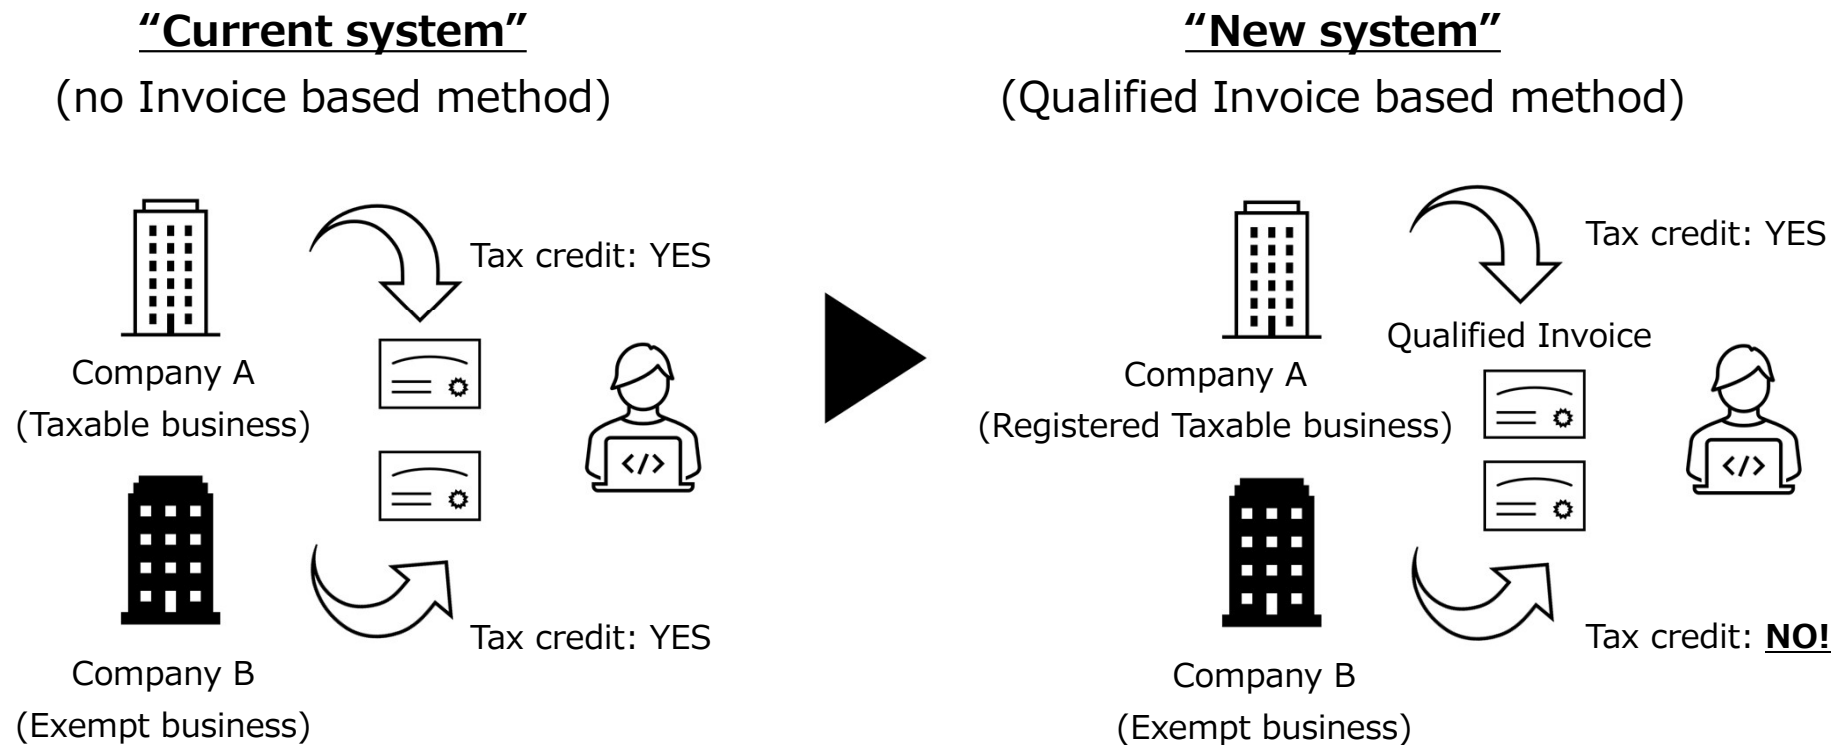 “Current system”
(no Invoice based method)
Tax credit: YES
Company A
(Taxable business)
</>
Tax credit: YES
Company B
(Exempt business)
“New system”
(Qualified Invoice based method)
Tax credit: YES
Qualified Invoice
Company A
(Registered Taxable business)
</>
Tax credit: NO!
Company B
(Exempt business)